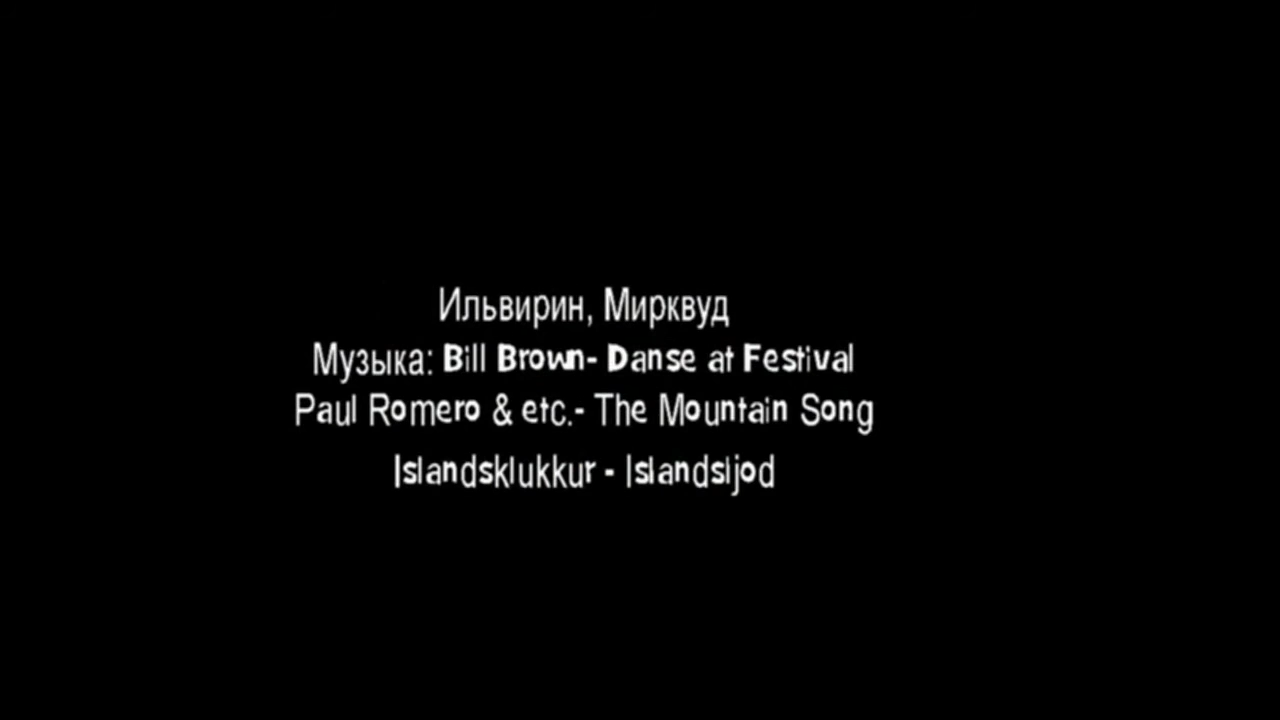 Ильвирин, Мирквуд
Музыка: Bill Brown- Danse at Festival
Paul Romero & etc.- The Mountain Song
Islandsklukkur - Islandsljod